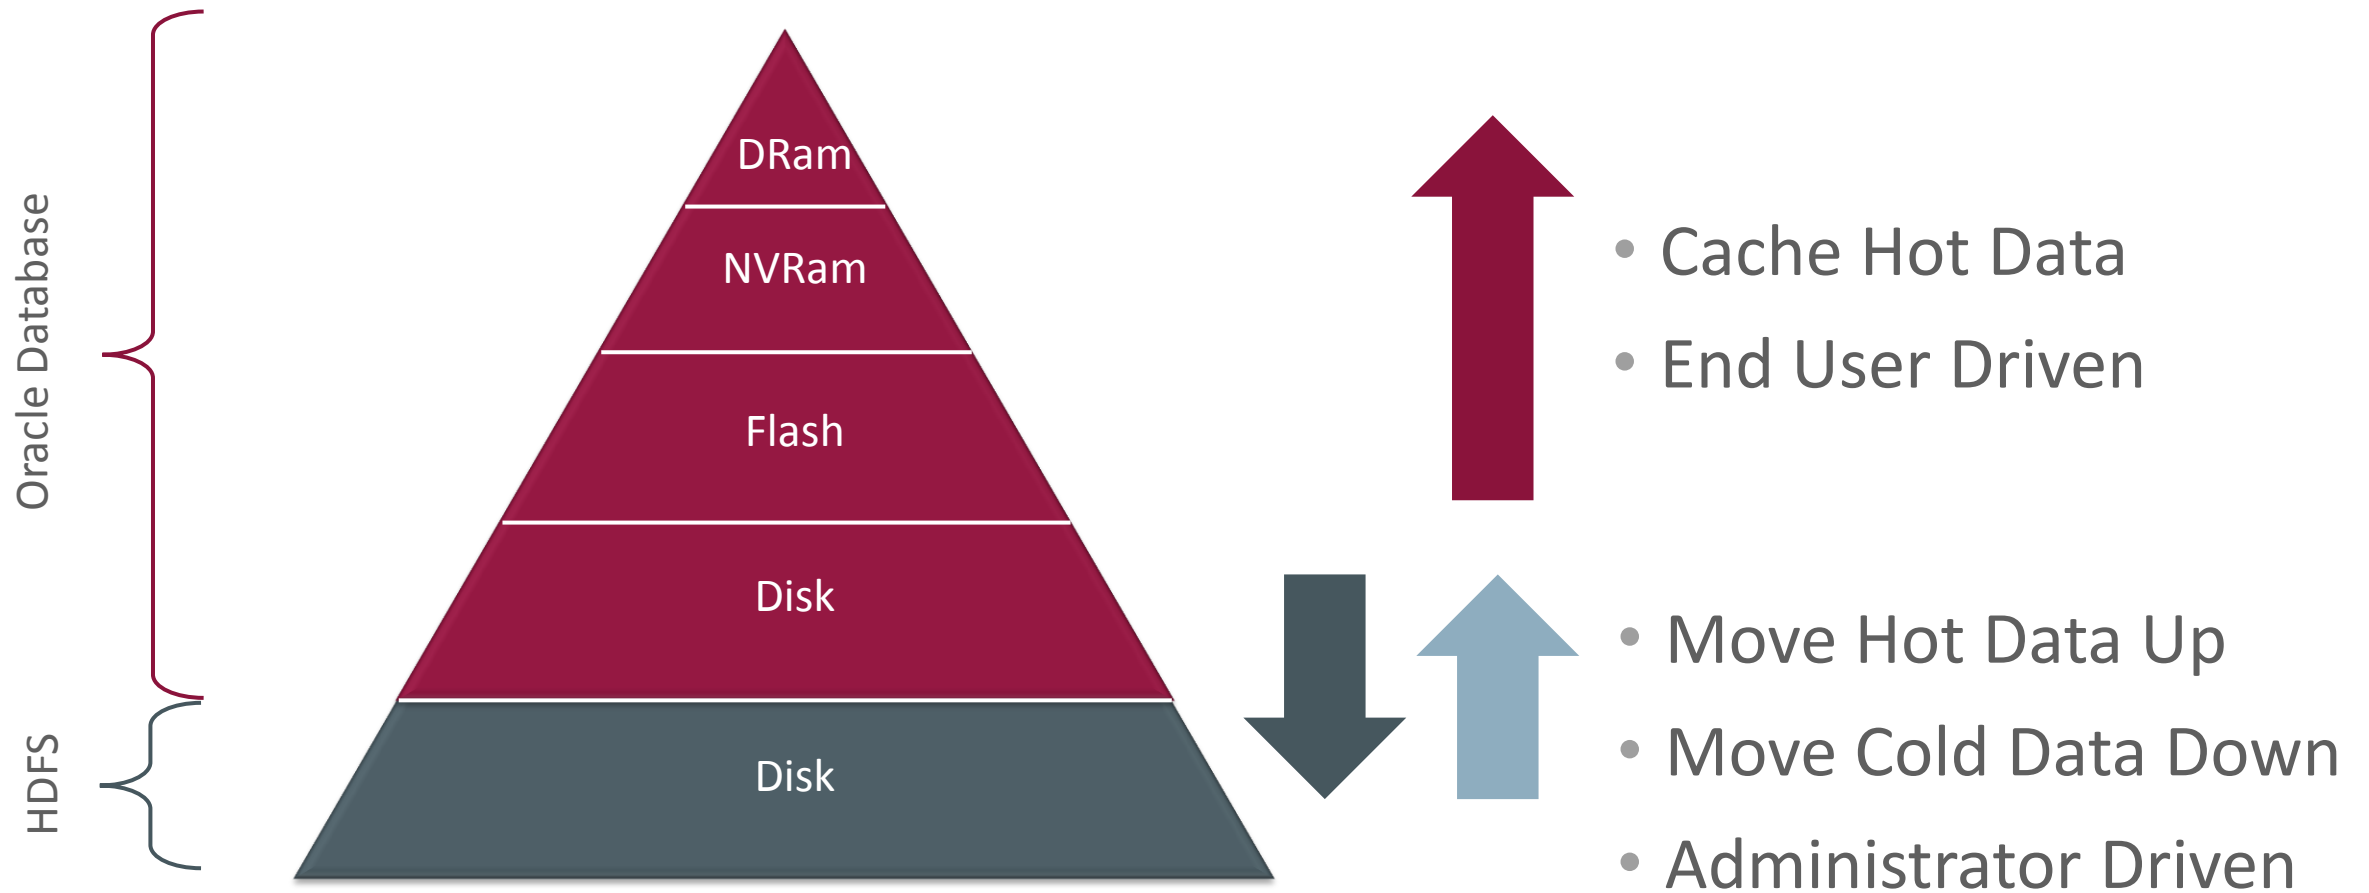 Oracle Database
HDFS
DRam
NVRam
Flash
Disk
Disk
• Cache Hot Data
• End User Driven
• Move Hot Data Up
• Move Cold Data Down
• Administrator Driven